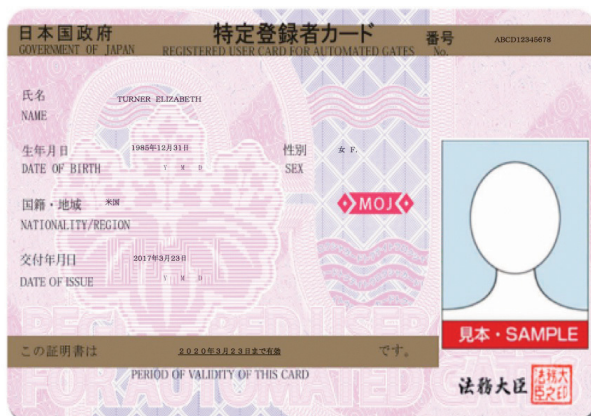 日本国政府 特定登録者カード 番号 ABCD12345678
GOVERNMENT OF JAPAN REGISTERED USER CARD FOR AUTOMATED GATES No.
氏名 TURNER ELIZABETH
NAME
生年月日 1985年12月31日 性別 女 F.
DATE OF BIRTH Y M D SEX
国籍・地域 米国
NATIONALITY/REGION
MOJ
交付年月日 2017年3月23日
DATE OF ISSUE Y M D
REGISTERED USER
見本・SAMPLE
この証明書は 2020年3月23日まで有効 です。
PERIOD OF VALIDITY OF THIS CARD
FOR AUTOMATED GATES
法務大臣